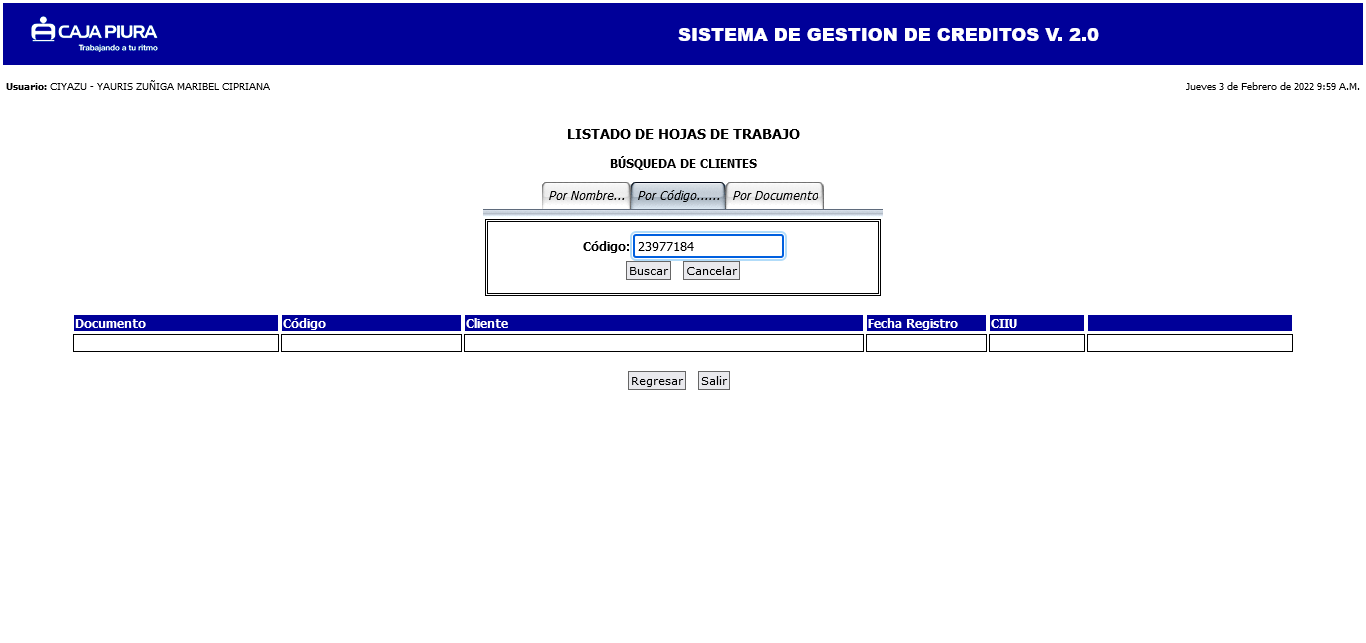 CAJA PIURA
Trabajando a tu ritmo
SISTEMA DE GESTION DE CREDITOS V. 2.0
Usuario: CIYAZU - YAURIS ZUÑIGA MARIBEL CIPRIANA
Jueves 3 de Febrero de 2022 9:59 A.M.
LISTADO DE HOJAS DE TRABAJO
BÚSQUEDA DE CLIENTES
Por Nombre... Por Código...... Por Documento
Código: 23977184
Buscar Cancelar
Documento Código Cliente Fecha Registro CIIU
Regresar Salir